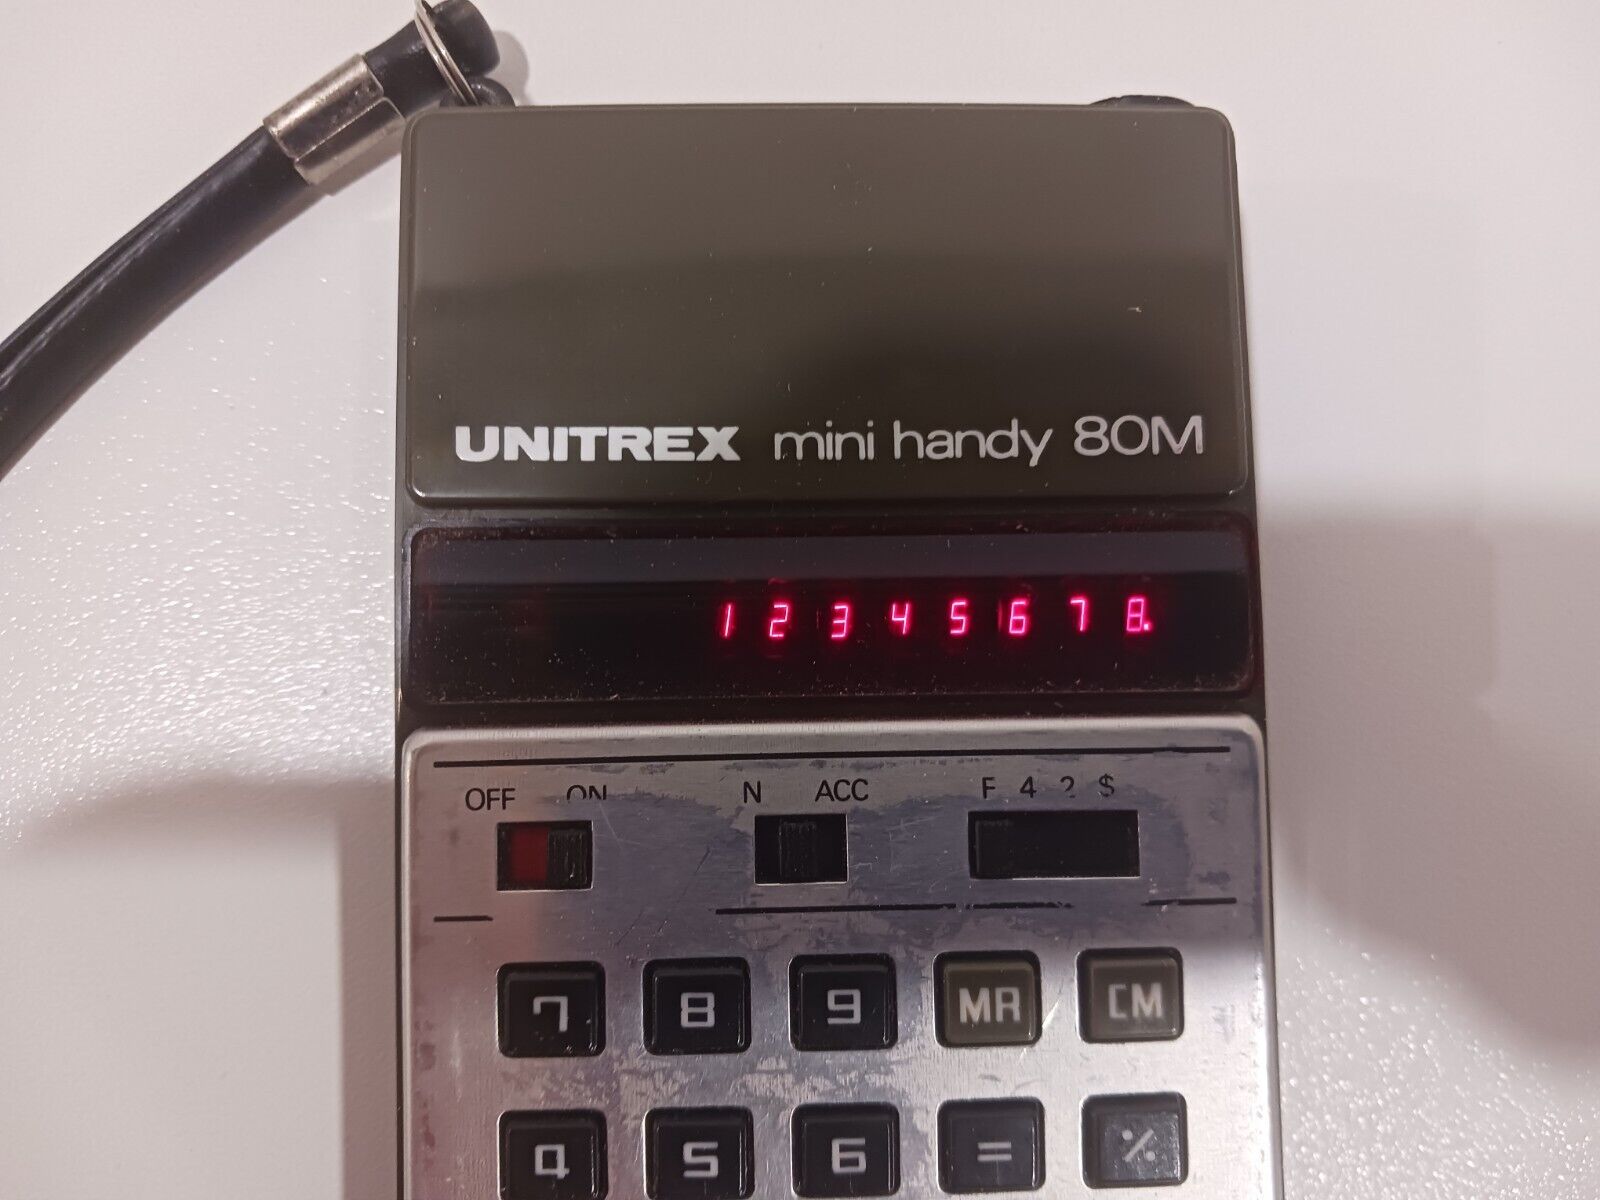 UNITREX mini handy 80M
12345678.
OFF ON N ACC F 4 2 $
7 8 9 MR CM
4 5 6 = %